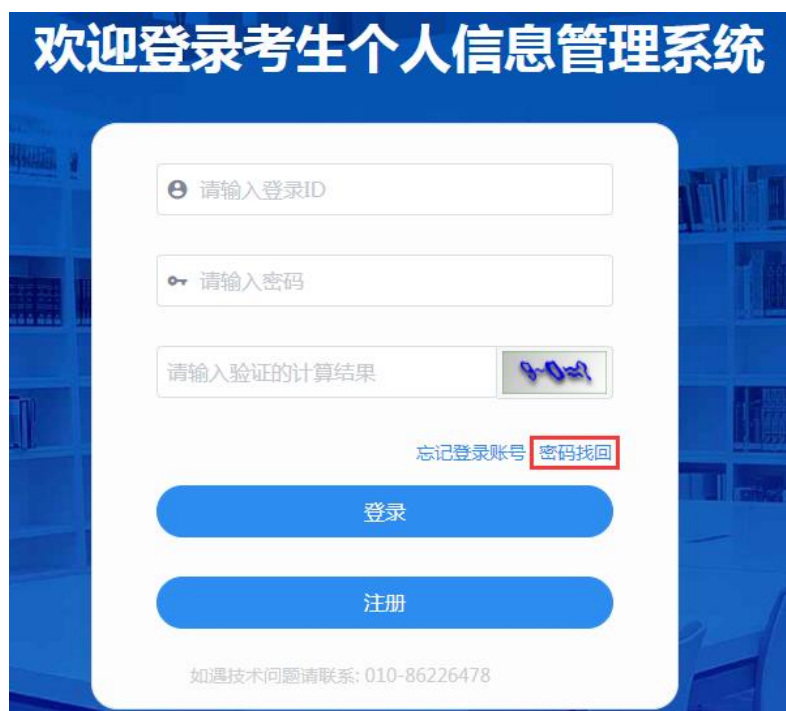 欢迎登录考生个人信息管理系统
请输入登录ID
请输入密码
请输入验证的计算结果
忘记登录账号 密码找回
登录
注册
如遇技术问题请联系: 010-86226478